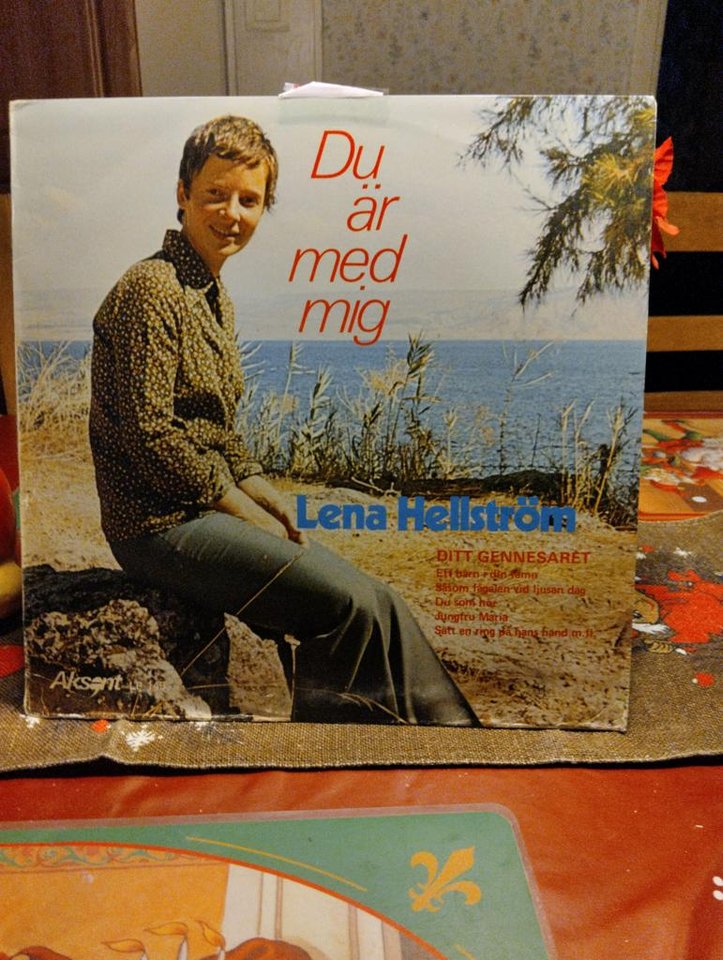 Du
är
med
mig
Lena Hellström
DITT GENNESARET
Ett barn i din famn
Såsom fågeln vid ljusan dag
Du som har
Jungfru Maria
Sätt en ring på hans hand m.fl.
Aksent